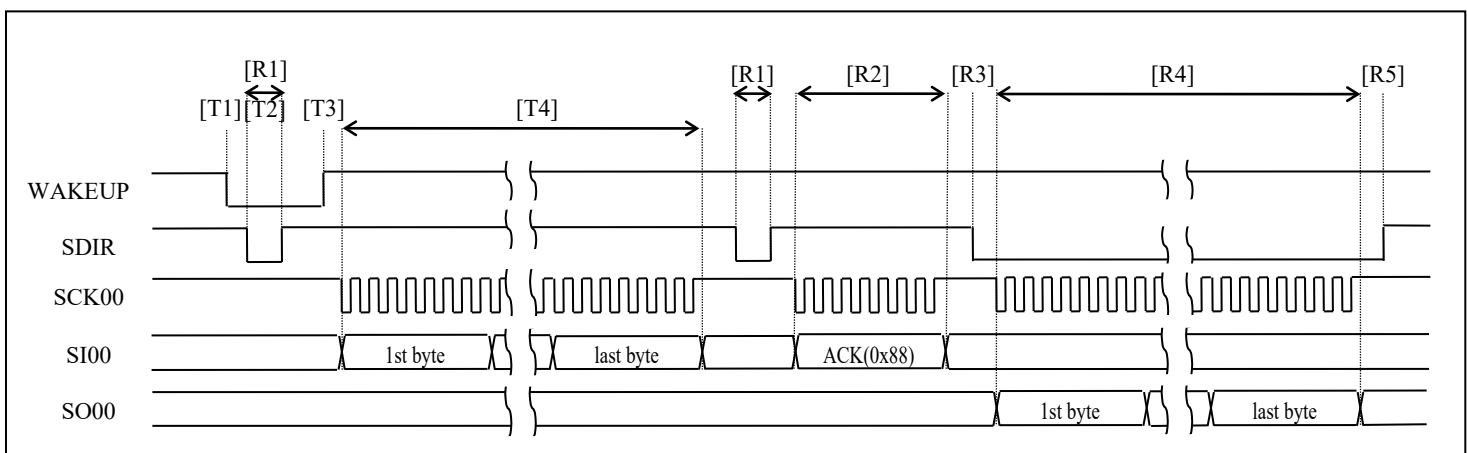 [R1] [R1] [R2] [R3] [R4] [R5]
[T1] [T2] [T3] [T4]
WAKEUP
SDIR
SCK00
SI00 1st byte last byte ACK(0x88)
SO00 1st byte last byte